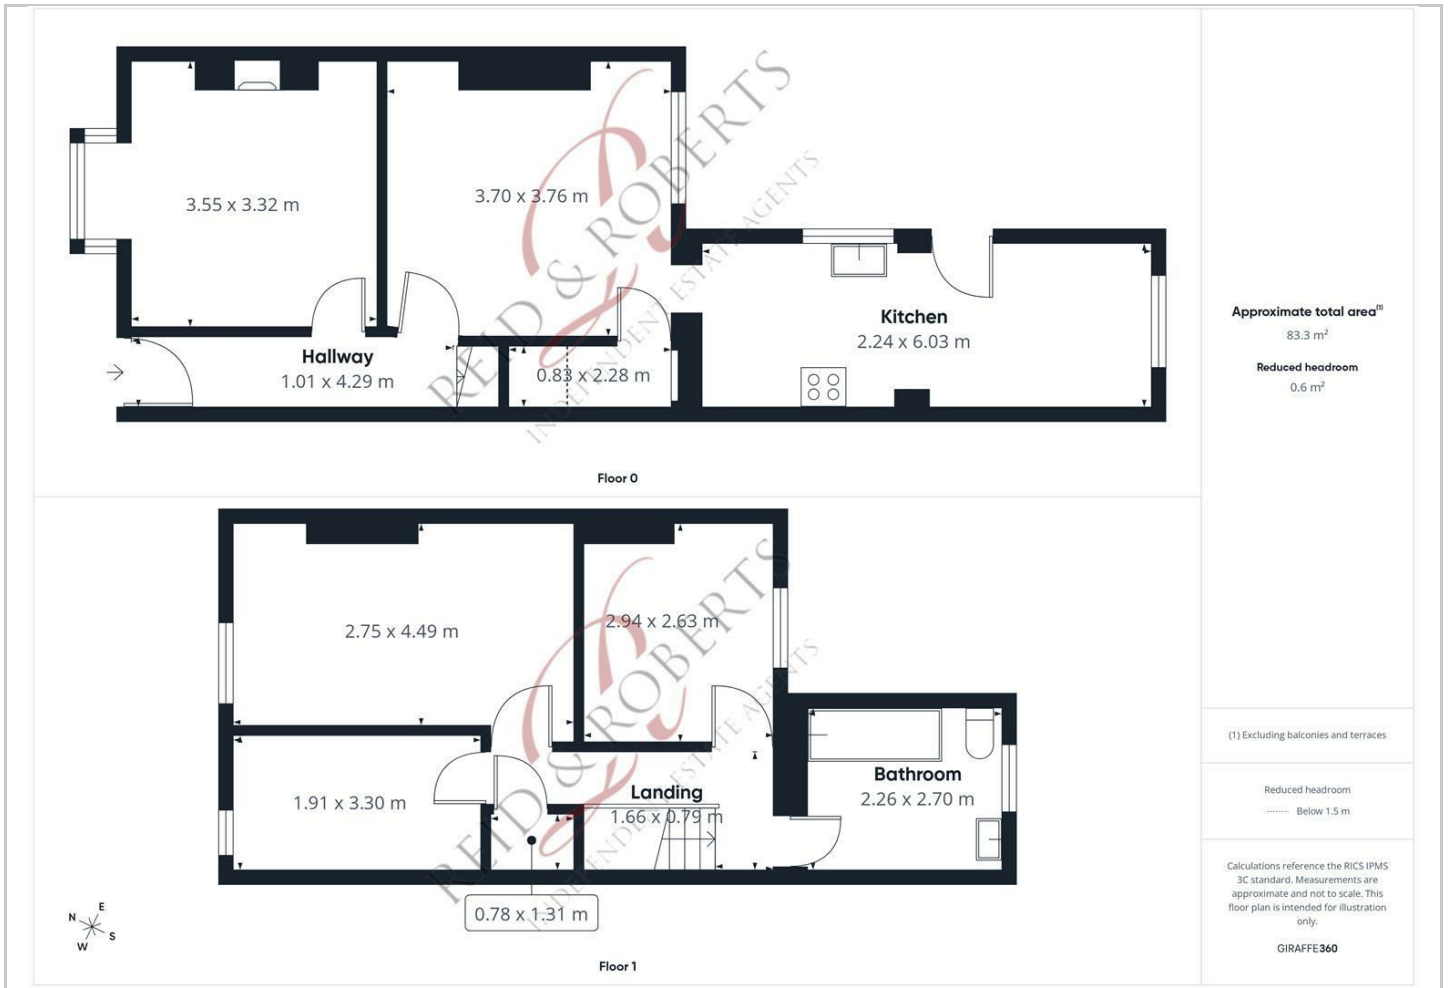 3.55 x 3.32 m
3.70 x 3.76 m
Hallway
1.01 x 4.29 m
0.83 x 2.28 m
Kitchen
2.24 x 6.03 m
REID & ROBERTS
INDEPENDENT ESTATE AGENTS
Floor 0
2.75 x 4.49 m
2.94 x 2.63 m
1.91 x 3.30 m
Landing
1.66 x 0.79 m
Bathroom
2.26 x 2.70 m
0.78 x 1.31 m
REID & ROBERTS
INDEPENDENT ESTATE AGENTS
N
E
S
W
Floor 1
Approximate total area(1)
83.3 m²
Reduced headroom
0.6 m²
(1) Excluding balconies and terraces
Reduced headroom
Below 1.5 m
Calculations reference the RICS IPMS
3C standard. Measurements are
approximate and not to scale. This
floor plan is intended for illustration
only.
GIRAFFE360